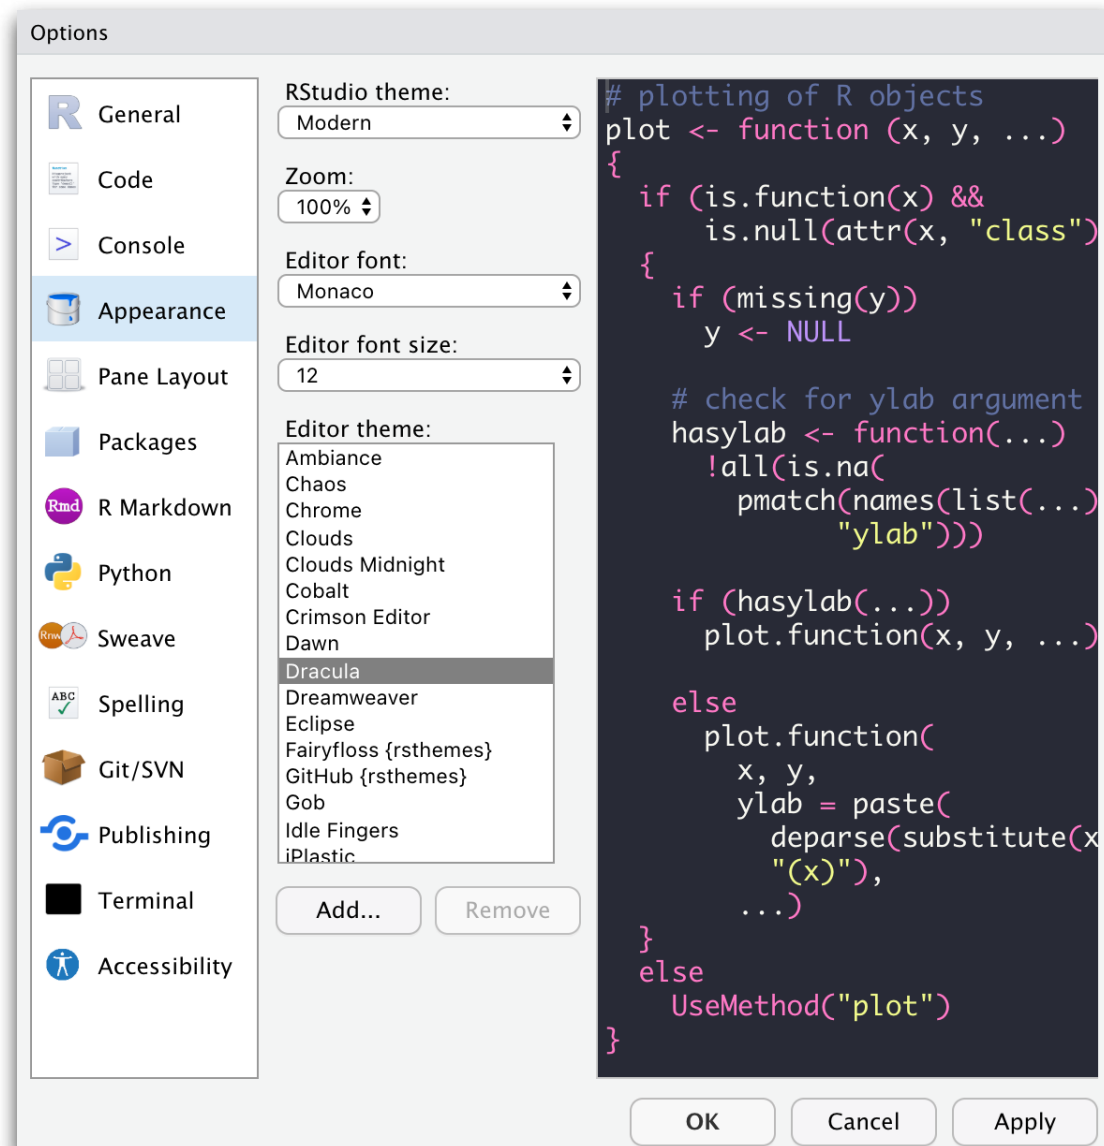 Options
General
Code
Console
Appearance
Pane Layout
Packages
Rmd
R Markdown
Python
Rnw
Sweave
ABC
Spelling
Git/SVN
Publishing
Terminal
Accessibility
RStudio theme:
Modern
Zoom:
100%
Editor font:
Monaco
Editor font size:
12
Editor theme:
Ambiance
Chaos
Chrome
Clouds
Clouds Midnight
Cobalt
Crimson Editor
Dawn
Dracula
Dreamweaver
Eclipse
Fairyfloss {rsthemes}
GitHub {rsthemes}
Gob
Idle Fingers
iPlastic
Add...
Remove
# plotting of R objects
plot <- function (x, y, ...)
{
  if (is.function(x) &&
      is.null(attr(x, "class")
  {
    if (missing(y))
      y <- NULL

    # check for ylab argument
    hasylab <- function(...)
      !all(is.na(
        pmatch(names(list(...)
              "ylab")))

    if (hasylab(...))
      plot.function(x, y, ...)

    else
      plot.function(
        x, y,
        ylab = paste(
          deparse(substitute(x
          "(x)"),
        ...)
  }
  else
    UseMethod("plot")
}
OK
Cancel
Apply